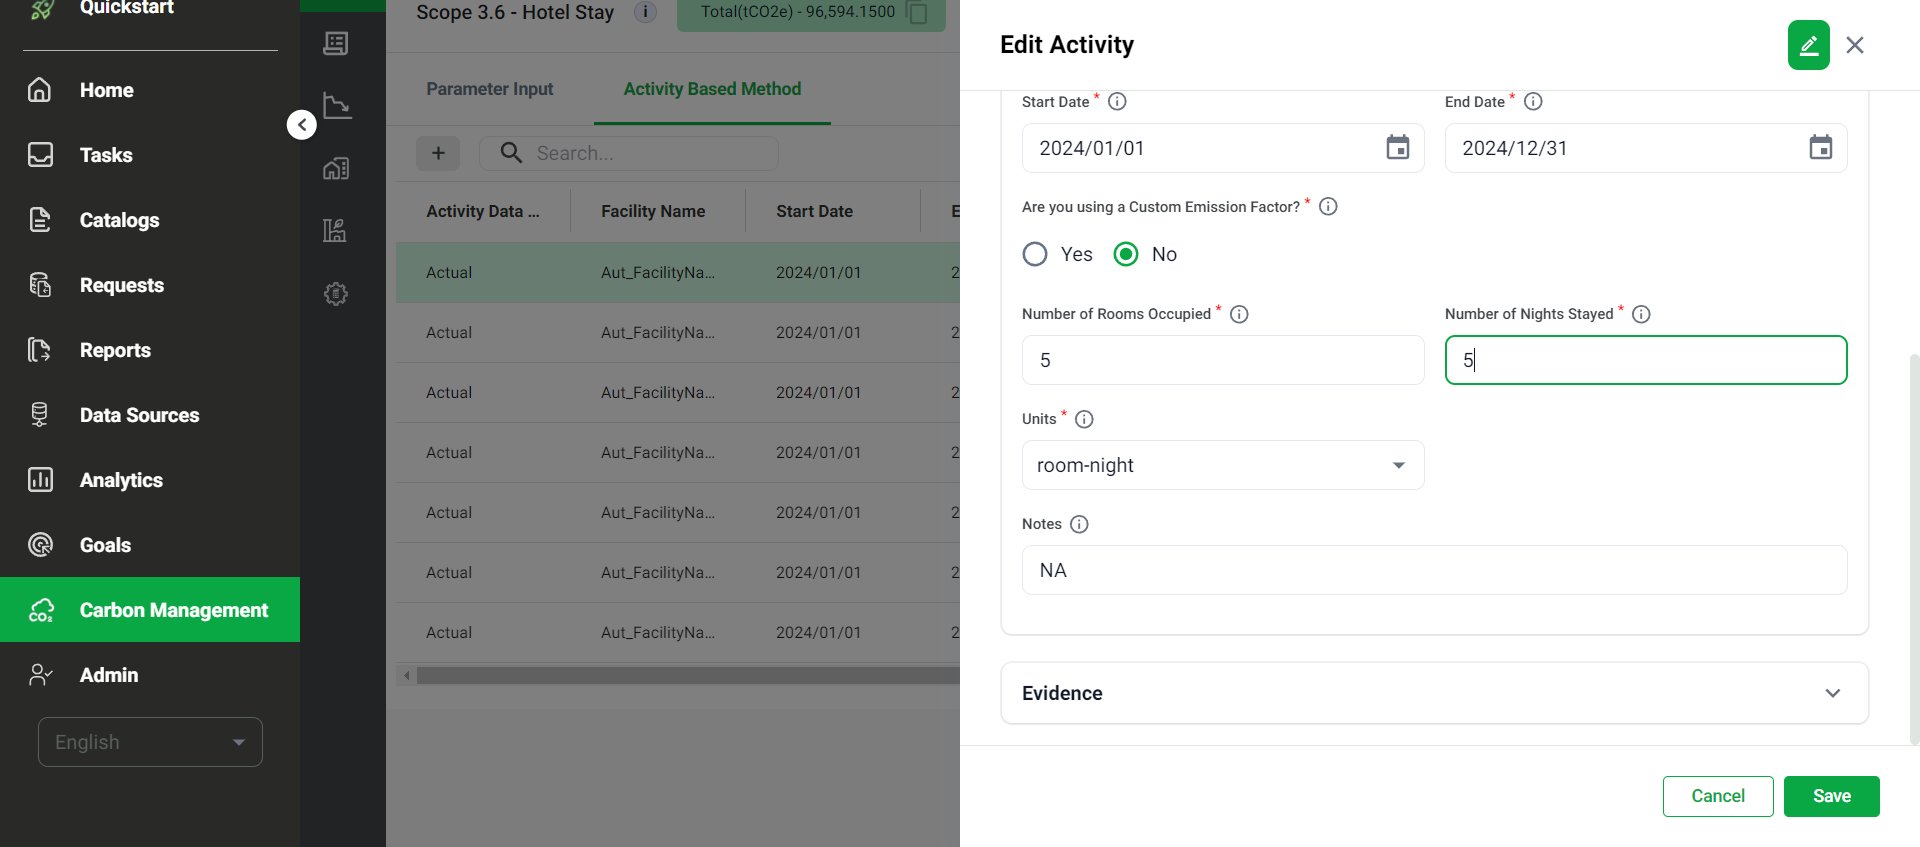 Quickstart
Home
Tasks
Catalogs
Requests
Reports
Data Sources
Analytics
Goals
CO₂ Carbon Management
Admin
English
Scope 3.6 - Hotel Stay
Total(tCO2e) - 96,594.1500
Parameter Input
Activity Based Method
Search...
Activity Data ... Facility Name Start Date E
Actual Aut_FacilityNa... 2024/01/01 2
Actual Aut_FacilityNa... 2024/01/01 2
Actual Aut_FacilityNa... 2024/01/01 2
Actual Aut_FacilityNa... 2024/01/01 2
Actual Aut_FacilityNa... 2024/01/01 2
Actual Aut_FacilityNa... 2024/01/01 2
Actual Aut_FacilityNa... 2024/01/01 2
Edit Activity
Start Date *
2024/01/01
End Date *
2024/12/31
Are you using a Custom Emission Factor? *
Yes
No
Number of Rooms Occupied *
5
Number of Nights Stayed *
5
Units *
room-night
Notes
NA
Evidence
Cancel
Save